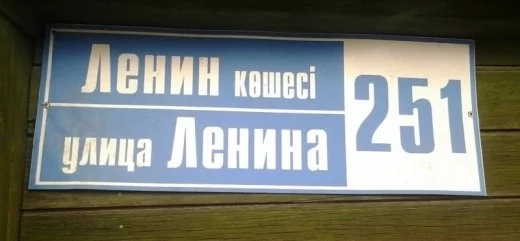 Ленин көшесі
улица Ленина
251